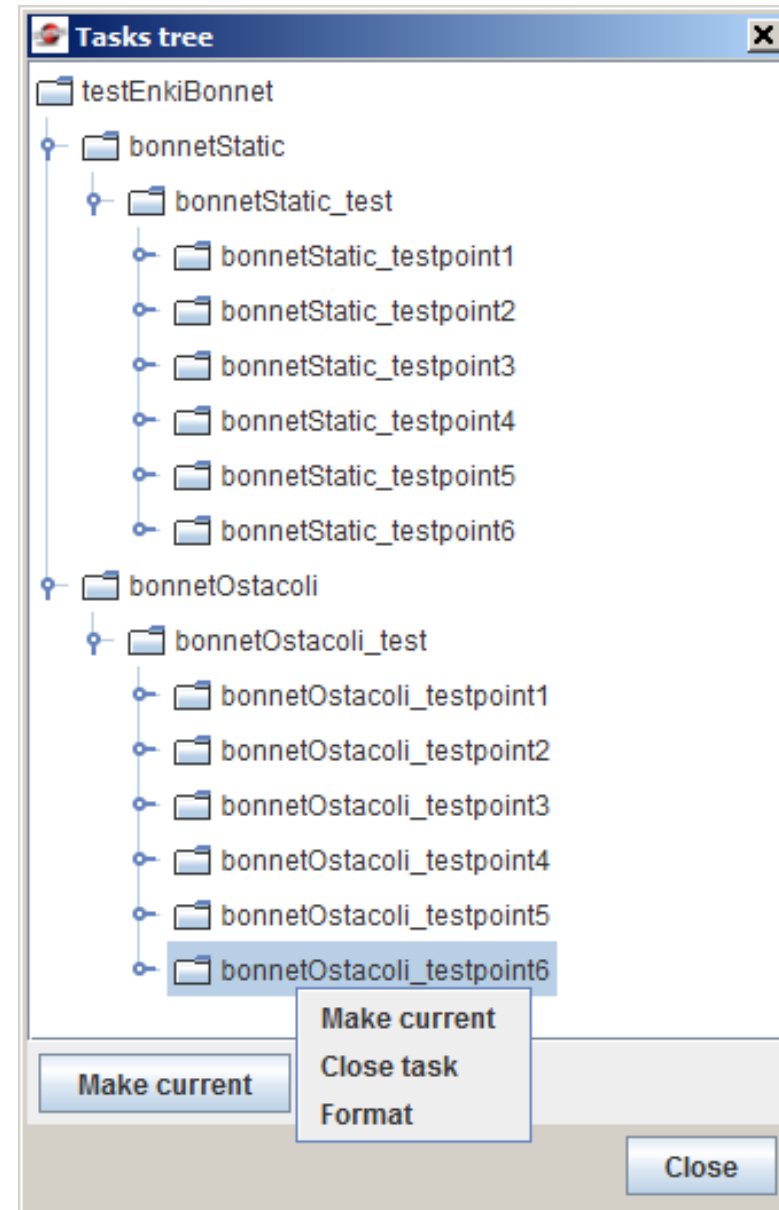 Tasks tree
testEnkiBonnet
bonnetStatic
bonnetStatic_test
bonnetStatic_testpoint1
bonnetStatic_testpoint2
bonnetStatic_testpoint3
bonnetStatic_testpoint4
bonnetStatic_testpoint5
bonnetStatic_testpoint6
bonnetOstacoli
bonnetOstacoli_test
bonnetOstacoli_testpoint1
bonnetOstacoli_testpoint2
bonnetOstacoli_testpoint3
bonnetOstacoli_testpoint4
bonnetOstacoli_testpoint5
bonnetOstacoli_testpoint6
Make current
Close task
Format
Make current
Close